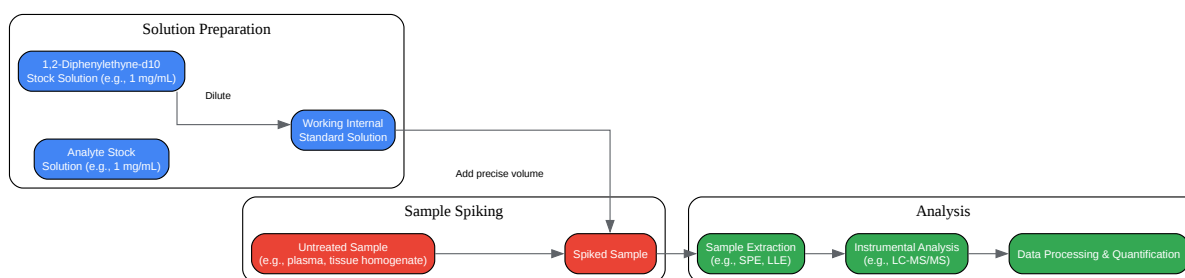 Solution Preparation
1,2-Diphenylethyne-d10
Stock Solution (e.g., 1 mg/mL)
Dilute
Working Internal
Standard Solution
Analyte Stock
Solution (e.g., 1 mg/mL)
Add precise volume
Sample Spiking
Untreated Sample
(e.g., plasma, tissue homogenate)
Spiked Sample
Analysis
Sample Extraction
(e.g., SPE, LLE)
Instrumental Analysis
(e.g., LC-MS/MS)
Data Processing & Quantification